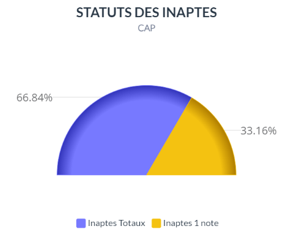 STATUTS DES INAPTES
CAP
66.84%
33.16%
Inaptes Totaux
Inaptes 1 note